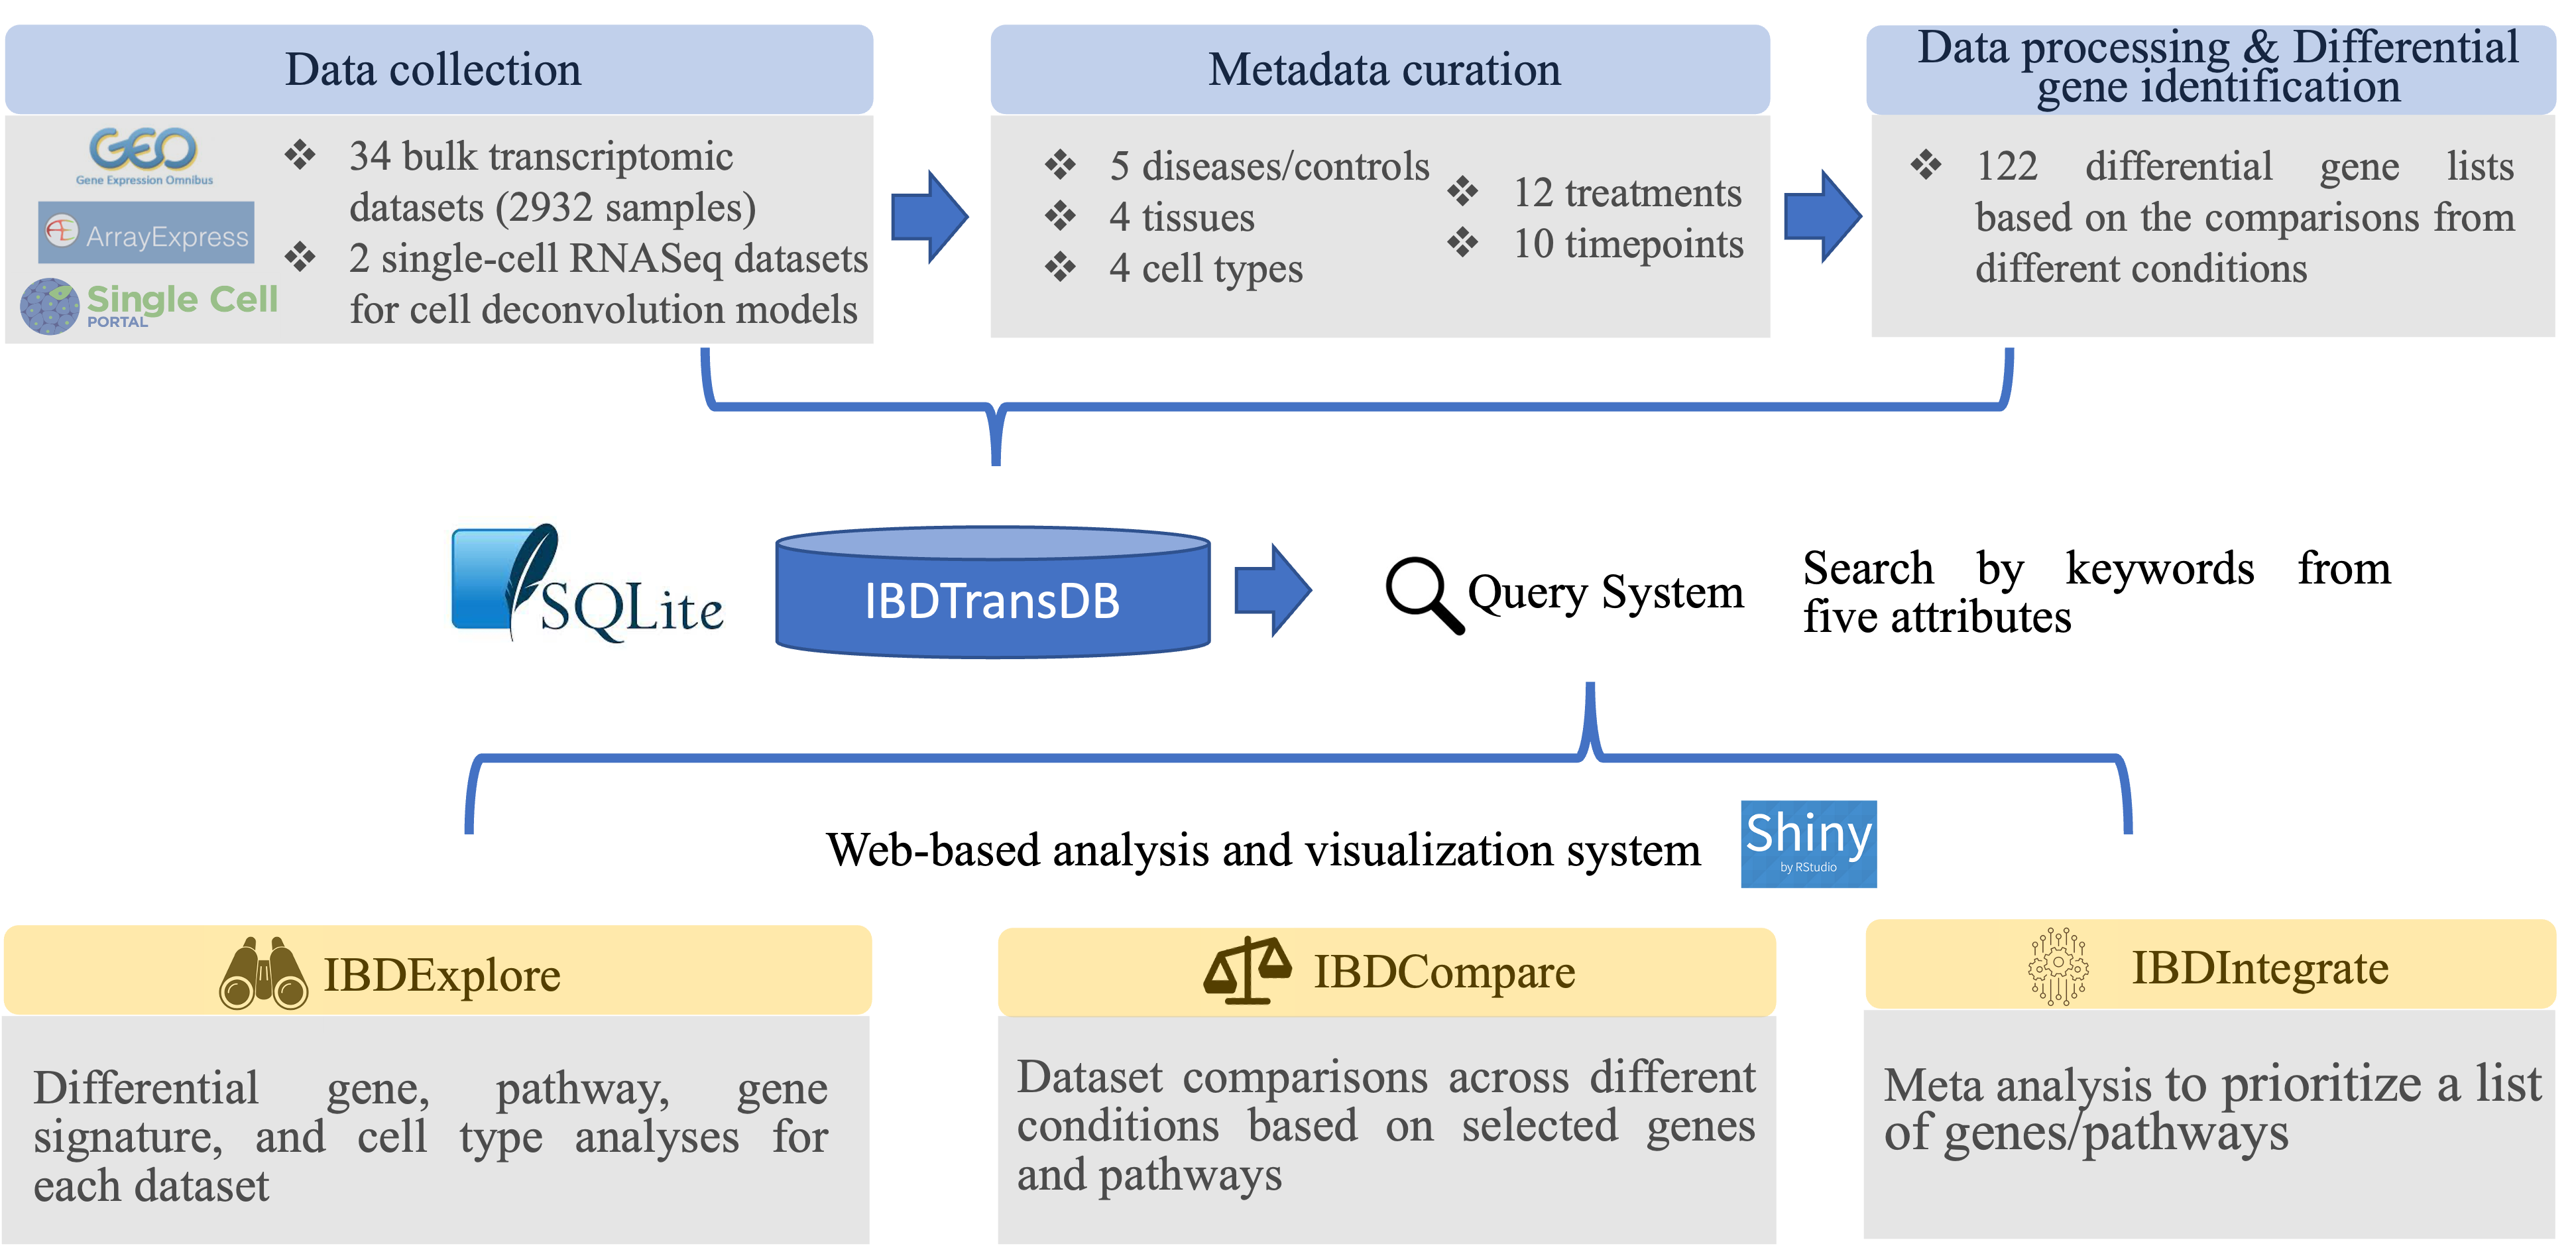 Data collection
GEO
Gene Expression Omnibus
ArrayExpress
Single Cell
PORTAL
❖ 34 bulk transcriptomic
datasets (2932 samples)
❖ 2 single-cell RNASeq datasets
for cell deconvolution models
Metadata curation
❖ 5 diseases/controls
❖ 4 tissues
❖ 4 cell types
❖ 12 treatments
❖ 10 timepoints
Data processing & Differential
gene identification
❖ 122 differential gene lists
based on the comparisons from
different conditions
SQLite
IBDTransDB
Query System
Search by keywords from
five attributes
Web-based analysis and visualization system
Shiny
by RStudio
IBDExplore
Differential gene, pathway, gene
signature, and cell type analyses for
each dataset
IBDCompare
Dataset comparisons across different
conditions based on selected genes
and pathways
IBDIntegrate
Meta analysis to prioritize a list
of genes/pathways